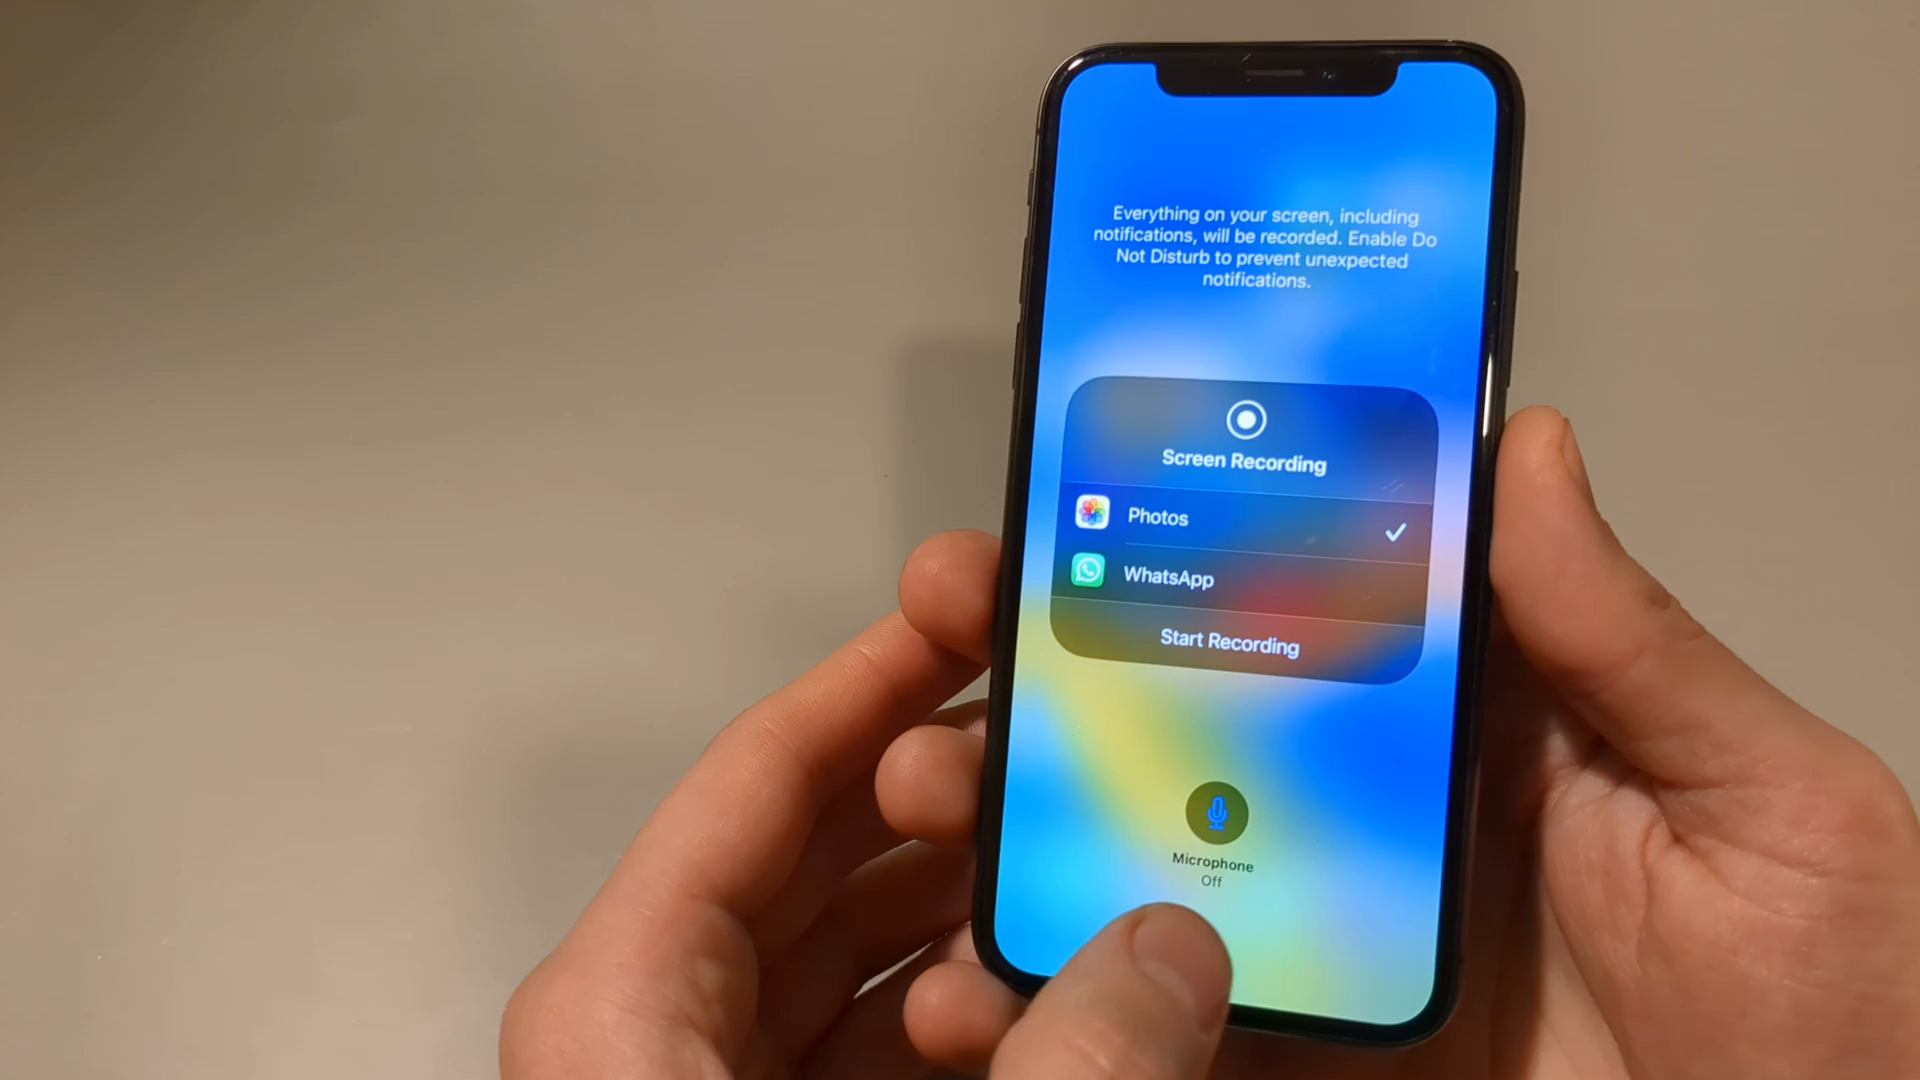 Everything on your screen, including
notifications, will be recorded. Enable Do
Not Disturb to prevent unexpected
notifications.
Screen Recording
Photos
WhatsApp
Start Recording
Microphone
Off